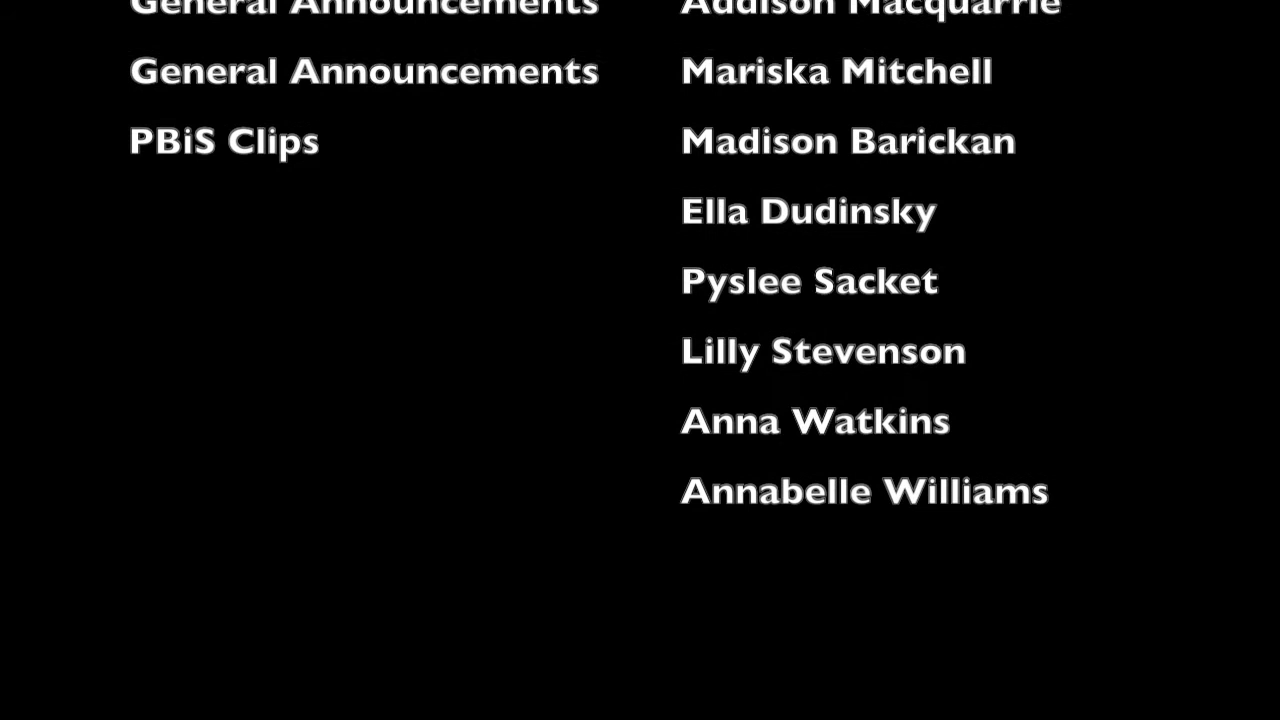 General Announcements Addison Macquarrie
General Announcements Mariska Mitchell
PBiS Clips Madison Barickan
Ella Dudinsky
Pyslee Sacket
Lilly Stevenson
Anna Watkins
Annabelle Williams